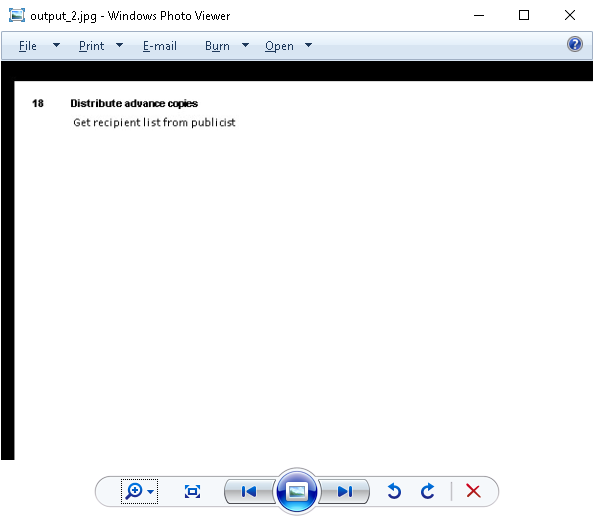 output_2.jpg - Windows Photo Viewer
File Print E-mail Burn Open
18 Distribute advance copies
Get recipient list from publicist